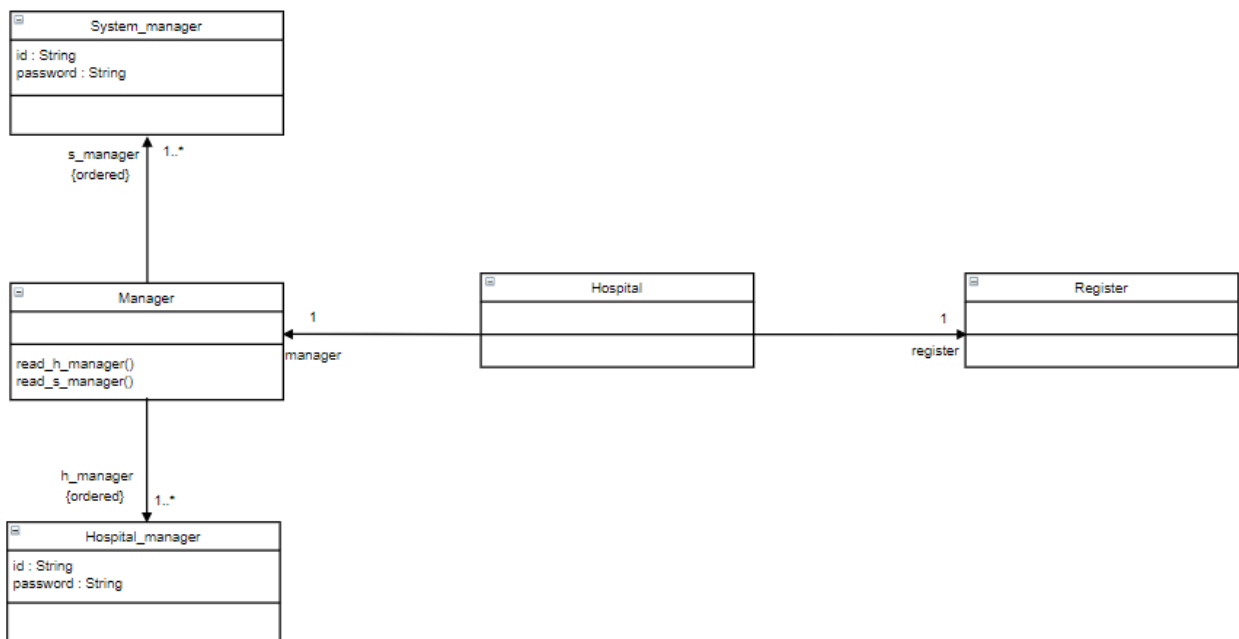 System_manager
id : String
password : String
s_manager
{ordered}
1..*
Manager
read_h_manager()
read_s_manager()
1
manager
Hospital
1
register
Register
h_manager
{ordered}
1..*
Hospital_manager
id : String
password : String